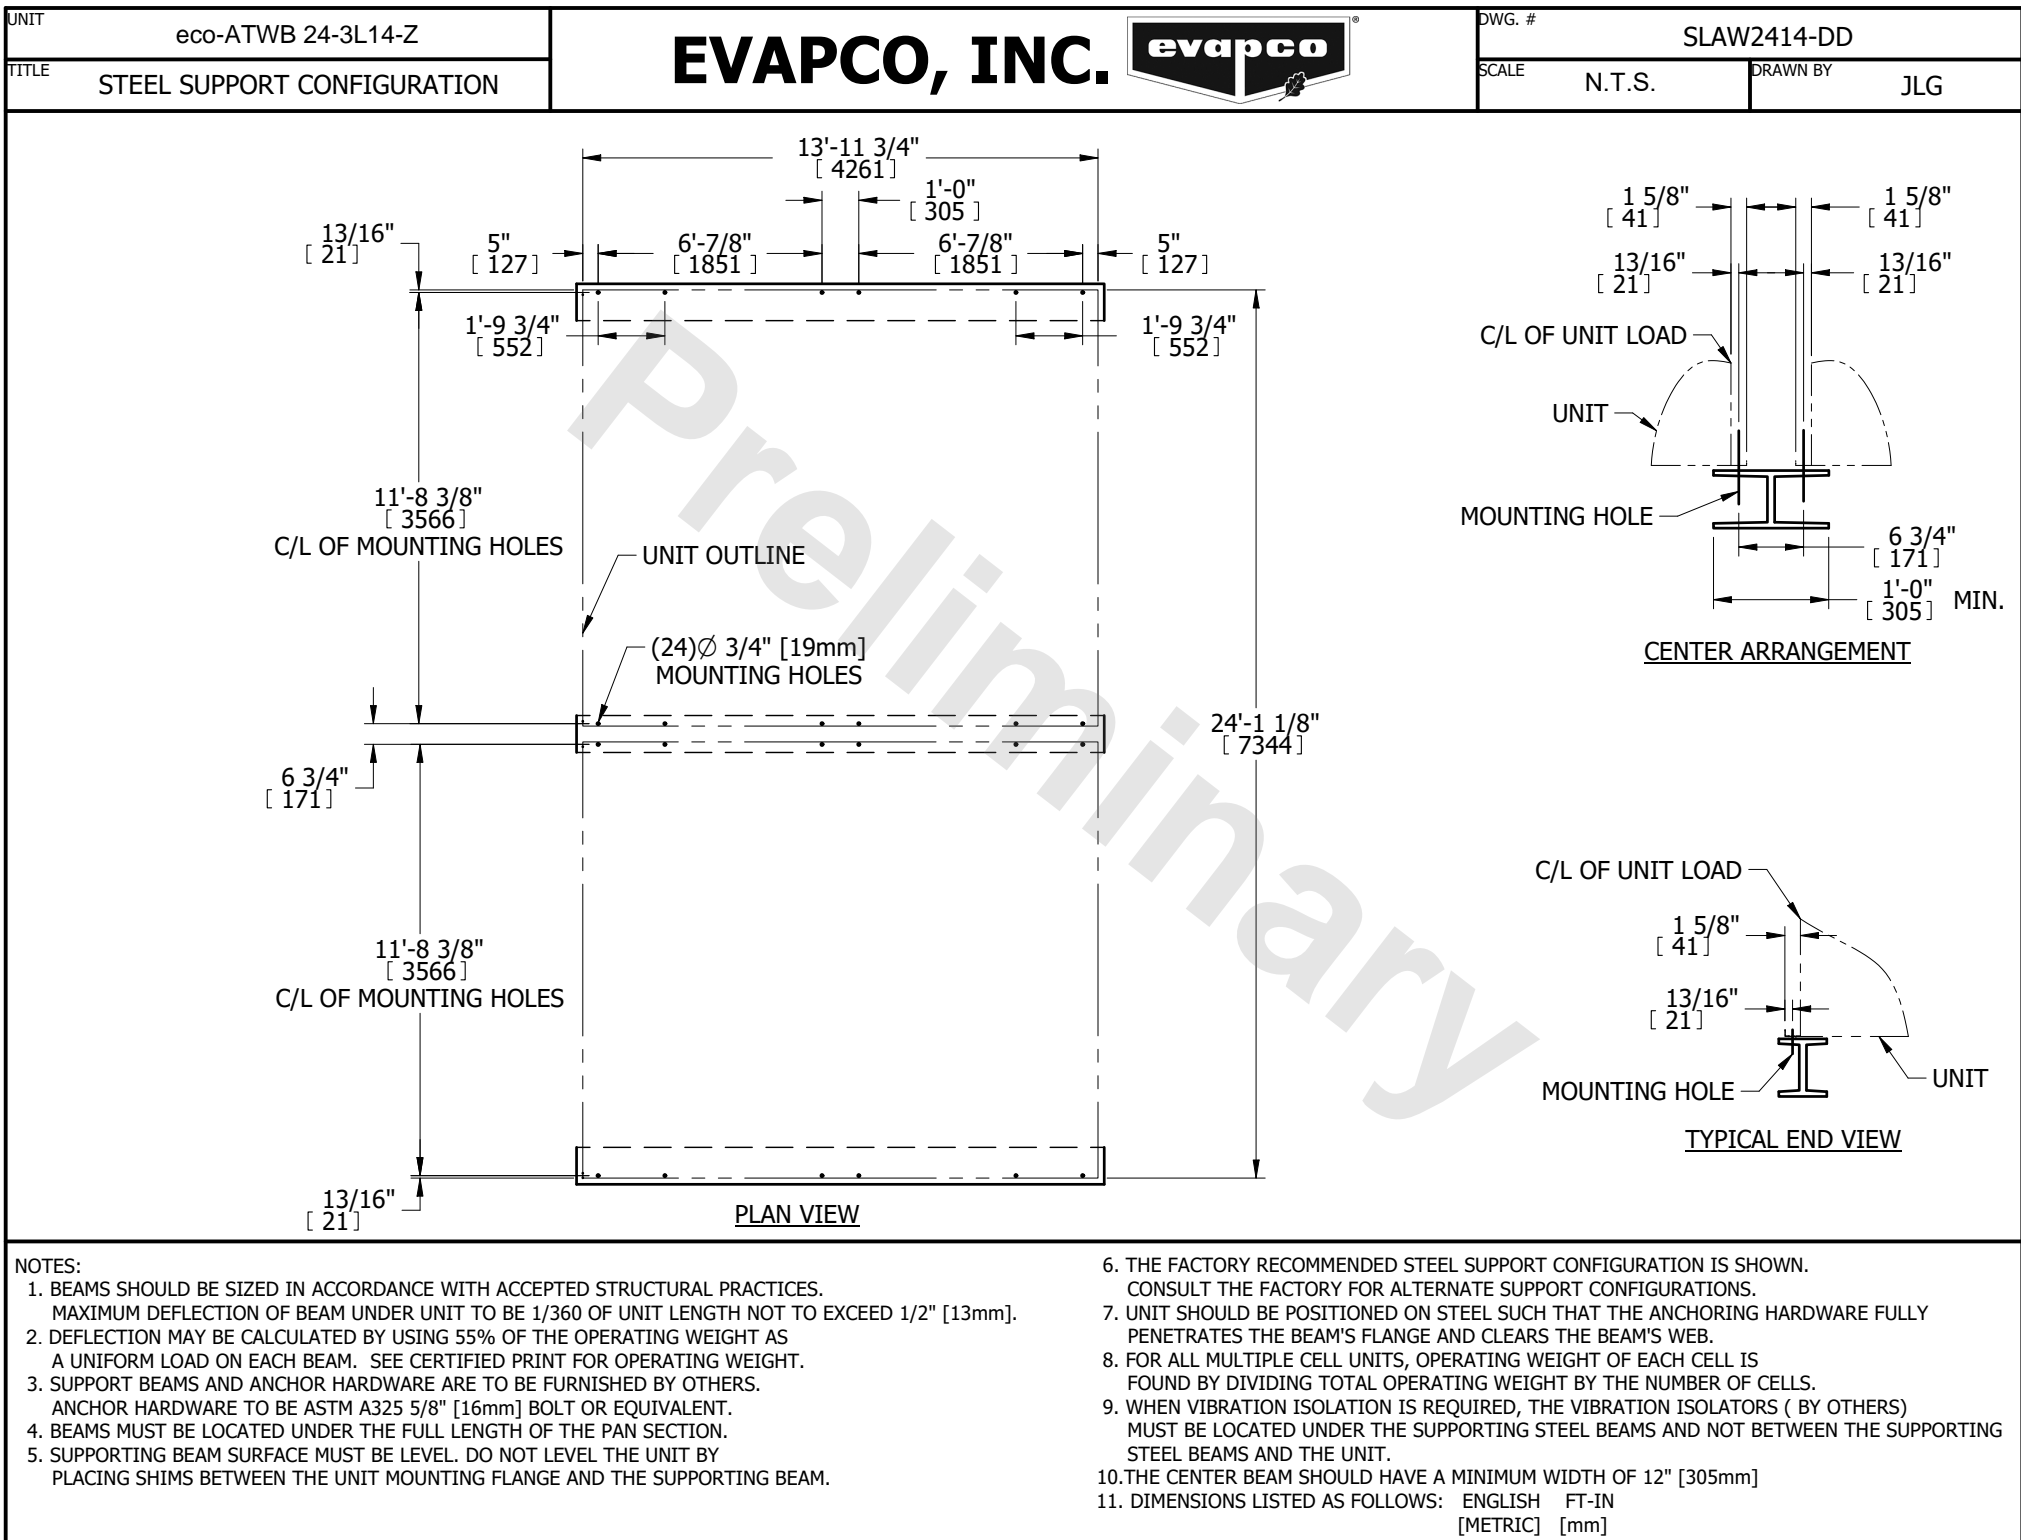 UNIT
eco-ATWB 24-3L14-Z
TITLE
STEEL SUPPORT CONFIGURATION
EVAPCO, INC.
evapco
®
DWG. #
SLAW2414-DD
SCALE
N.T.S.
DRAWN BY
JLG
13'-11 3/4"
[ 4261 ]
1'-0"
[ 305 ]
13/16"
[ 21 ]
5"
[ 127 ]
6'-7/8"
[ 1851 ]
6'-7/8"
[ 1851 ]
5"
[ 127 ]
1'-9 3/4"
[ 552 ]
1'-9 3/4"
[ 552 ]
11'-8 3/8"
[ 3566 ]
C/L OF MOUNTING HOLES
UNIT OUTLINE
(24)∅ 3/4" [19mm]
MOUNTING HOLES
6 3/4"
[ 171 ]
24'-1 1/8"
[ 7344 ]
11'-8 3/8"
[ 3566 ]
C/L OF MOUNTING HOLES
13/16"
[ 21 ]
PLAN VIEW
Preliminary
1 5/8"
[ 41 ]
1 5/8"
[ 41 ]
13/16"
[ 21 ]
13/16"
[ 21 ]
C/L OF UNIT LOAD
UNIT
MOUNTING HOLE
6 3/4"
[ 171 ]
1'-0"
[ 305 ] MIN.
CENTER ARRANGEMENT
C/L OF UNIT LOAD
1 5/8"
[ 41 ]
13/16"
[ 21 ]
MOUNTING HOLE
UNIT
TYPICAL END VIEW
NOTES:
1. BEAMS SHOULD BE SIZED IN ACCORDANCE WITH ACCEPTED STRUCTURAL PRACTICES.
MAXIMUM DEFLECTION OF BEAM UNDER UNIT TO BE 1/360 OF UNIT LENGTH NOT TO EXCEED 1/2" [13mm].
2. DEFLECTION MAY BE CALCULATED BY USING 55% OF THE OPERATING WEIGHT AS
A UNIFORM LOAD ON EACH BEAM. SEE CERTIFIED PRINT FOR OPERATING WEIGHT.
3. SUPPORT BEAMS AND ANCHOR HARDWARE ARE TO BE FURNISHED BY OTHERS.
ANCHOR HARDWARE TO BE ASTM A325 5/8" [16mm] BOLT OR EQUIVALENT.
4. BEAMS MUST BE LOCATED UNDER THE FULL LENGTH OF THE PAN SECTION.
5. SUPPORTING BEAM SURFACE MUST BE LEVEL. DO NOT LEVEL THE UNIT BY
PLACING SHIMS BETWEEN THE UNIT MOUNTING FLANGE AND THE SUPPORTING BEAM.
6. THE FACTORY RECOMMENDED STEEL SUPPORT CONFIGURATION IS SHOWN.
CONSULT THE FACTORY FOR ALTERNATE SUPPORT CONFIGURATIONS.
7. UNIT SHOULD BE POSITIONED ON STEEL SUCH THAT THE ANCHORING HARDWARE FULLY
PENETRATES THE BEAM'S FLANGE AND CLEARS THE BEAM'S WEB.
8. FOR ALL MULTIPLE CELL UNITS, OPERATING WEIGHT OF EACH CELL IS
FOUND BY DIVIDING TOTAL OPERATING WEIGHT BY THE NUMBER OF CELLS.
9. WHEN VIBRATION ISOLATION IS REQUIRED, THE VIBRATION ISOLATORS ( BY OTHERS)
MUST BE LOCATED UNDER THE SUPPORTING STEEL BEAMS AND NOT BETWEEN THE SUPPORTING
STEEL BEAMS AND THE UNIT.
10.THE CENTER BEAM SHOULD HAVE A MINIMUM WIDTH OF 12" [305mm]
11. DIMENSIONS LISTED AS FOLLOWS: ENGLISH FT-IN
[METRIC] [mm]